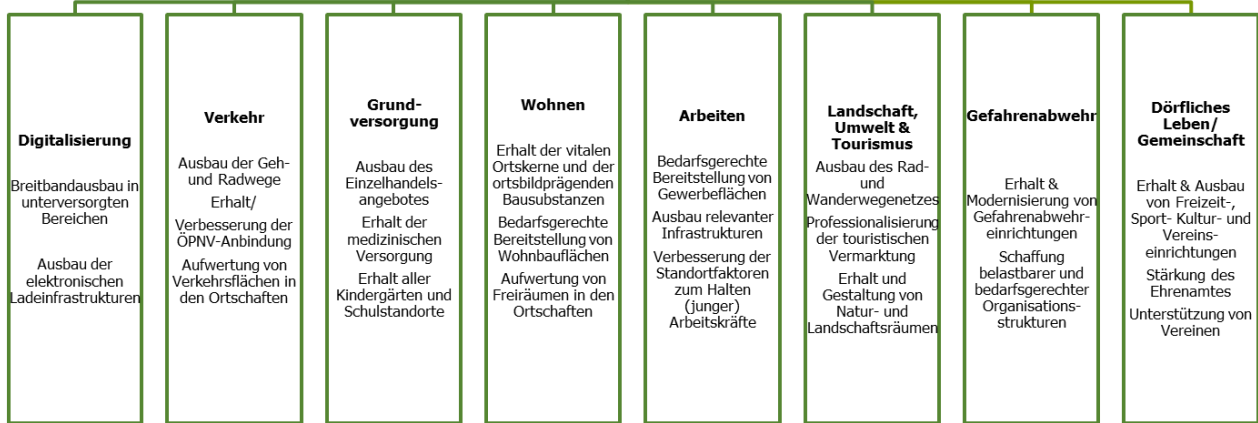 Digitalisierung
Breitbandausbau in
unterversorgten
Bereichen
Ausbau der
elektronischen
Ladeinfrastrukturen
Verkehr
Ausbau der Geh-
und Radwege
Erhalt/
Verbesserung der
ÖPNV-Anbindung
Aufwertung von
Verkehrsflächen in
den Ortschaften
Grund-
versorgung
Ausbau des
Einzelhandels-
angebotes
Erhalt der
medizinischen
Versorgung
Erhalt aller
Kindergärten und
Schulstandorte
Wohnen
Erhalt der vitalen
Ortskerne und der
ortsbildprägenden
Bausubstanzen
Bedarfsgerechte
Bereitstellung von
Wohnbauflächen
Aufwertung von
Freiräumen in den
Ortschaften
Arbeiten
Bedarfsgerechte
Bereitstellung von
Gewerbeflächen
Ausbau relevanter
Infrastrukturen
Verbesserung der
Standortfaktoren
zum Halten
(junger)
Arbeitskräfte
Landschaft,
Umwelt &
Tourismus
Ausbau des Rad-
und
Wanderwegenetzes
Professionalisierung
der touristischen
Vermarktung
Erhalt und
Gestaltung von
Natur- und
Landschaftsräumen
Gefahrenabwehr
Erhalt &
Modernisierung von
Gefahrenabwehr-
einrichtungen
Schaffung
belastbarer und
bedarfsgerechter
Organisations-
strukturen
Dörfliches
Leben/
Gemeinschaft
Erhalt & Ausbau
von Freizeit-,
Sport- Kultur- und
Vereins-
einrichtungen
Stärkung des
Ehrenamtes
Unterstützung von
Vereinen